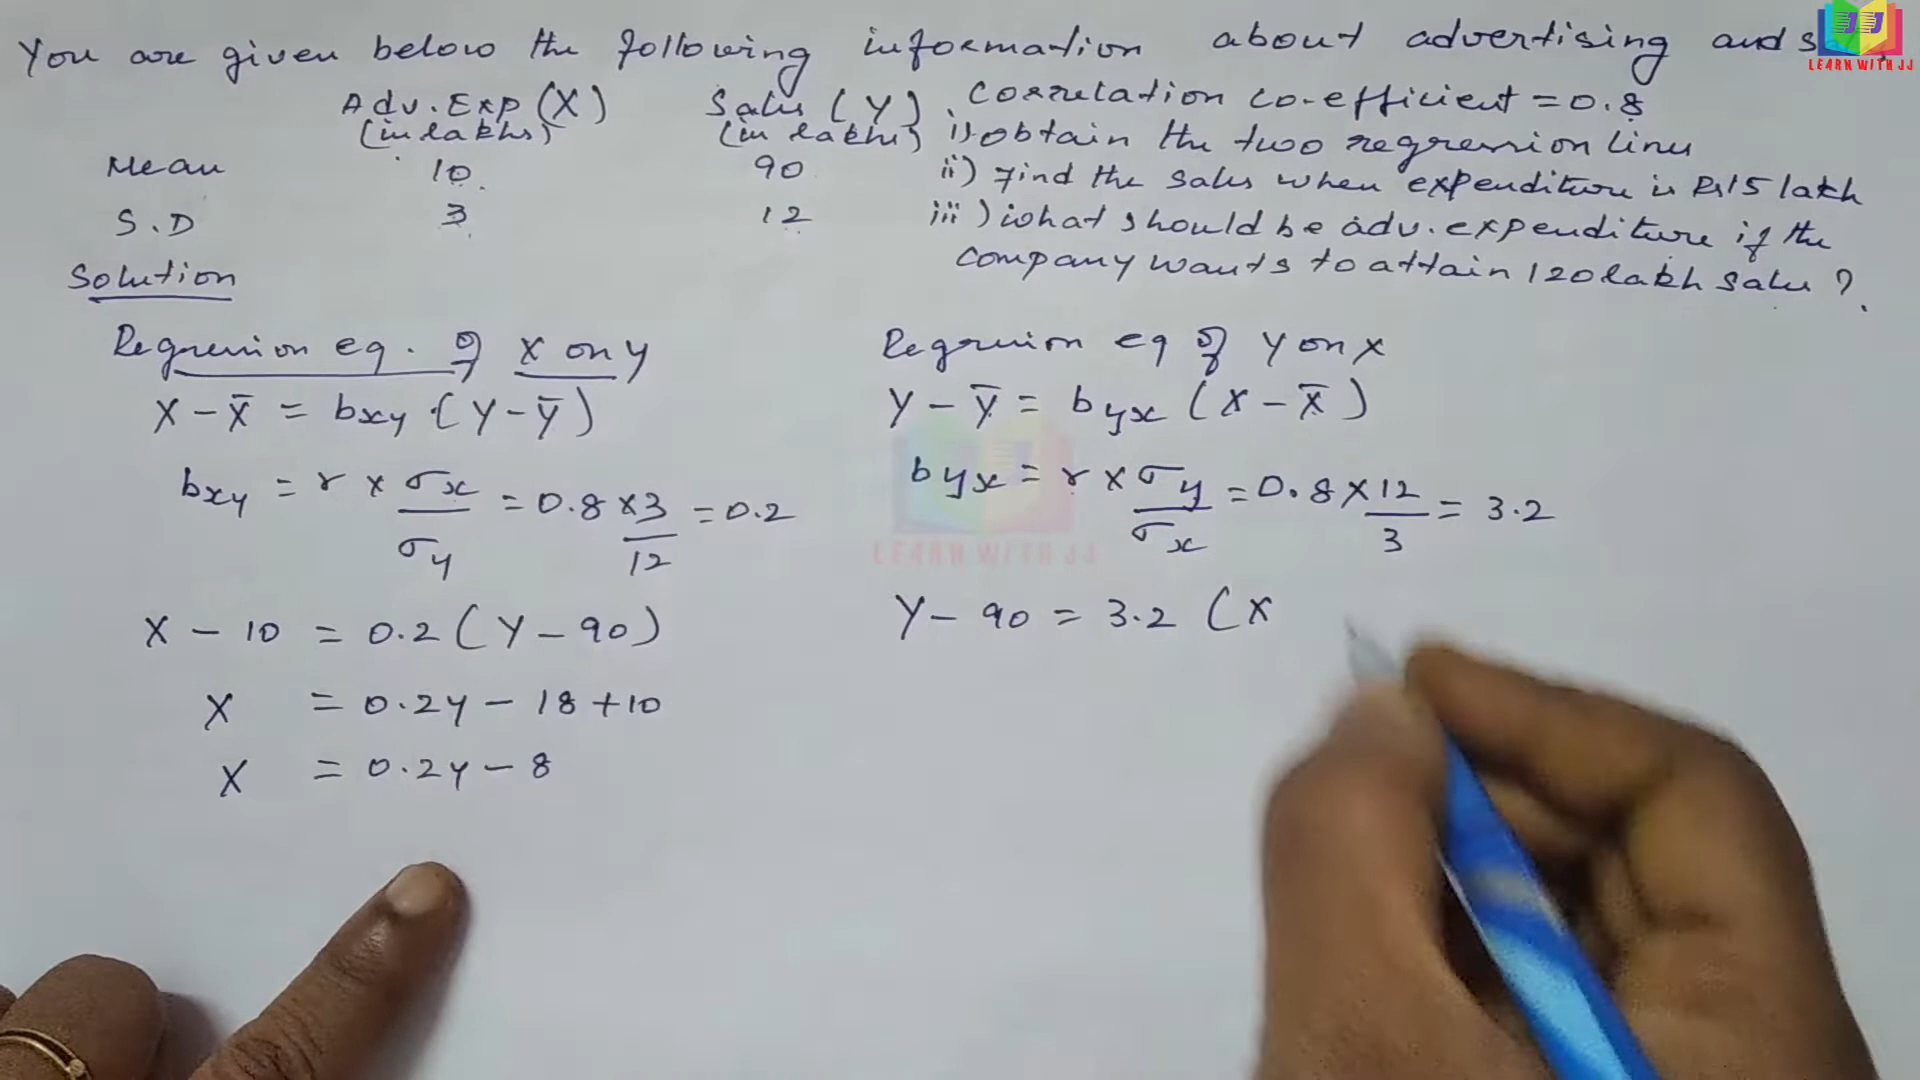 You are given below the following information about advertising and s
LEARN WITH JJ
Adv. Exp (X) Sales (Y) . Correlation co-efficient = 0.8
(in lakhs) (in lakhs) i) obtain the two regression lines
Mean 10 90 ii) Find the sales when expenditure is Rs15 lakh
S.D 3 12 iii) what should be adv. expenditure if the
company wants to attain 120 lakh sales ?
Solution
Regression eq. of X on y
X - X̄ = bxy (Y - ȳ)
bxy = r × σx/σy = 0.8 × 3/12 = 0.2
X - 10 = 0.2 (Y - 90)
X = 0.2y - 18 + 10
X = 0.2y - 8
Regression eq of Y on X
Y - ȳ = byx (X - X̄)
byx = r × σy/σx = 0.8 × 12/3 = 3.2
Y - 90 = 3.2 (X
LEARN WITH JJ